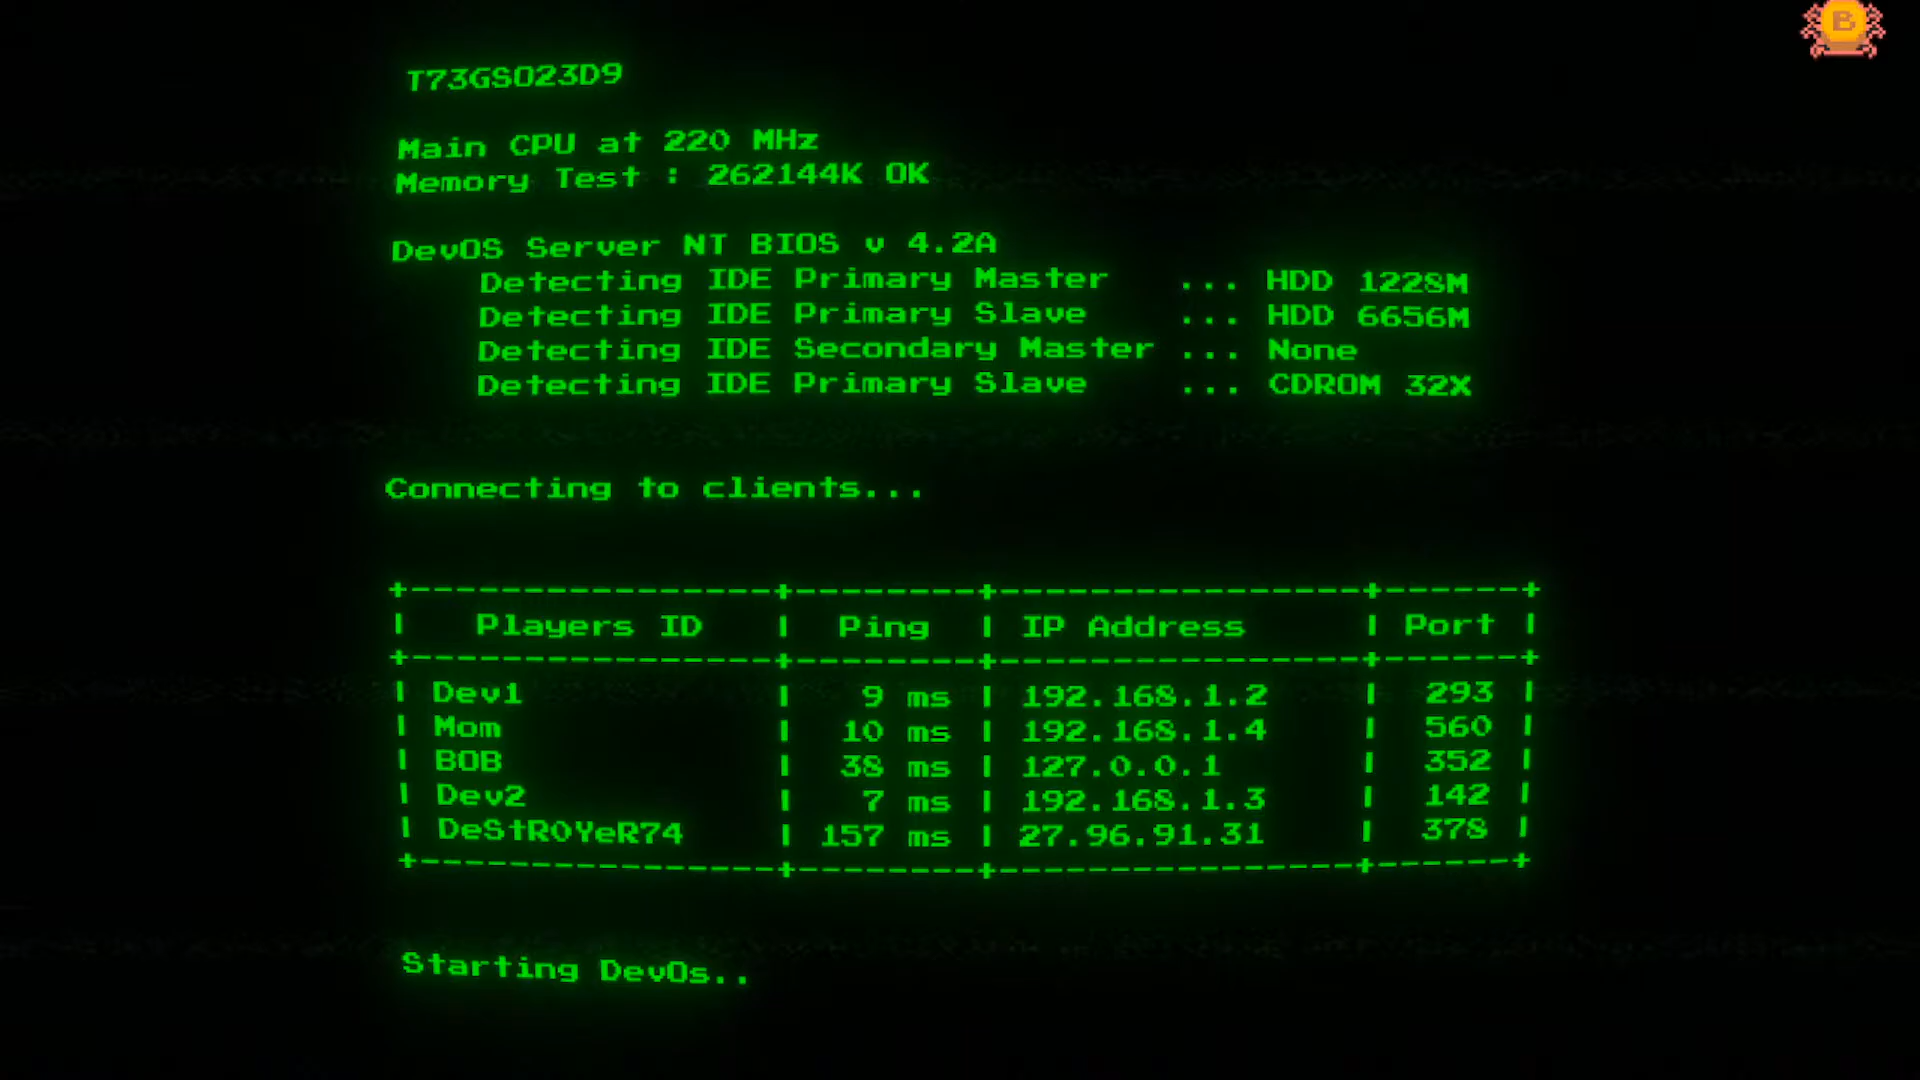 B
T73GSO23D9
Main CPU at 220 MHz
Memory Test : 262144K OK
DevOS Server NT BIOS v 4.2A
Detecting IDE Primary Master ... HDD 1228M
Detecting IDE Primary Slave ... HDD 6656M
Detecting IDE Secondary Master ... None
Detecting IDE Primary Slave ... CDROM 32X
Connecting to clients...
+-----------------+---------+-----------------+-------+
| Players ID | Ping | IP Address | Port |
+-----------------+---------+-----------------+-------+
| Dev1 | 9 ms | 192.168.1.2 | 293 |
| Mom | 10 ms | 192.168.1.4 | 560 |
| BOB | 38 ms | 127.0.0.1 | 352 |
| Dev2 | 7 ms | 192.168.1.3 | 142 |
| DeStR0YeR74 | 157 ms | 27.96.91.31 | 378 |
+-----------------+---------+-----------------+-------+
Starting DevOs..